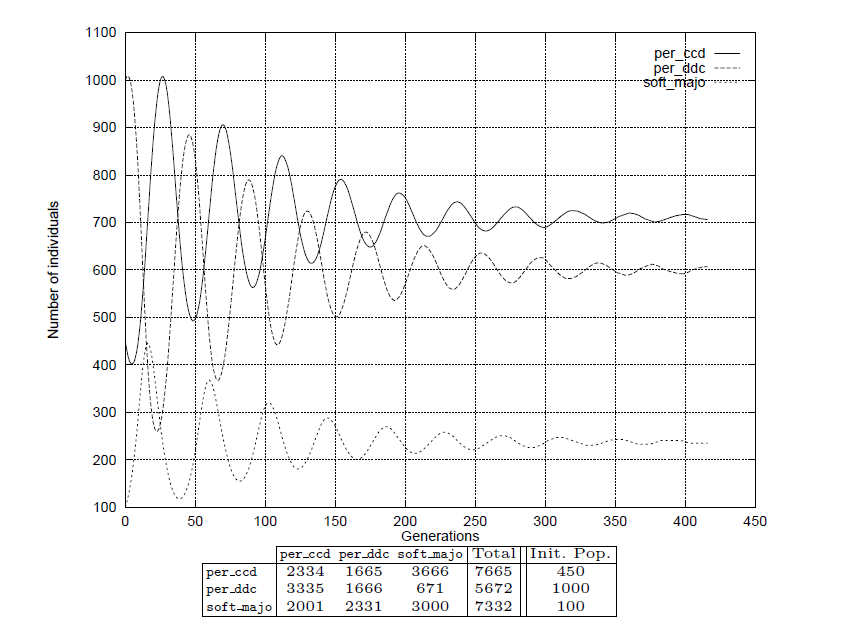 1100
1000
900
800
700
600
500
400
300
200
100
Number of individuals
per_ccd
per_ddc
soft_majo
0 50 100 150 200 250 300 350 400 450
Generations
per_ccd per_ddc soft_majo Total Init. Pop.
per_ccd 2334 1665 3666 7665 450
per_ddc 3335 1666 671 5672 1000
soft_majo 2001 2331 3000 7332 100